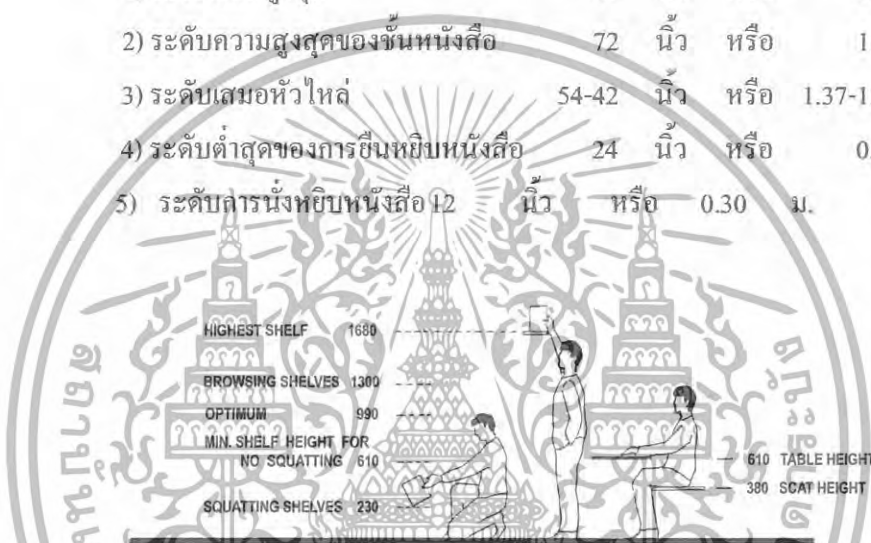 2) ระดับความสูงสุดของชั้นหนังสือ 72 นิ้ว หรือ 1
3) ระดับเสมอหัวไหล่ 54-42 นิ้ว หรือ 1.37-1
4) ระดับต่ำสุดของการยืนหยิบหนังสือ 24 นิ้ว หรือ 0.
5) ระดับการนั่งหยิบหนังสือ 12 นิ้ว หรือ 0.30 ม.
HIGHEST SHELF 1680
BROWSING SHELVES 1300
OPTIMUM 990
MIN. SHELF HEIGHT FOR
NO SQUATTING 610
610 TABLE HEIGHT
380 SCAT HEIGHT
SQUATTING SHELVES 230